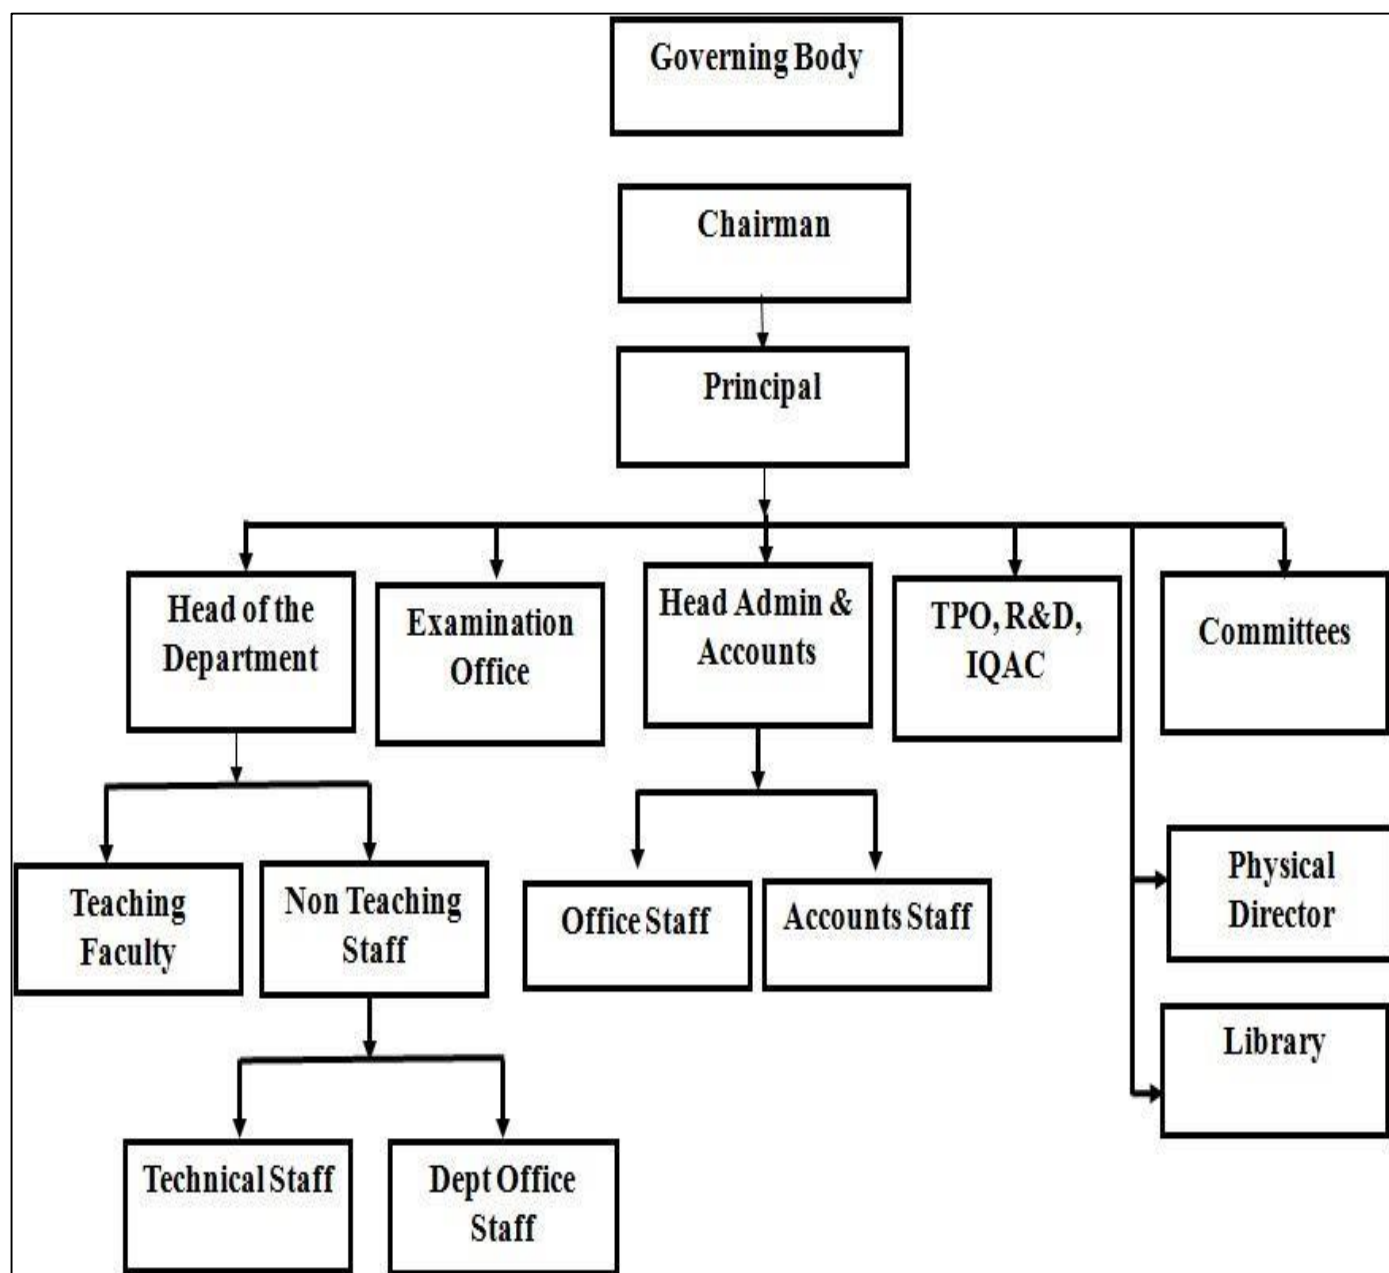 Governing Body
Chairman
Principal
Head of the
Department
Examination
Office
Head Admin &
Accounts
TPO, R&D,
IQAC
Committees
Teaching
Faculty
Non Teaching
Staff
Office Staff
Accounts Staff
Physical
Director
Library
Technical Staff
Dept Office
Staff